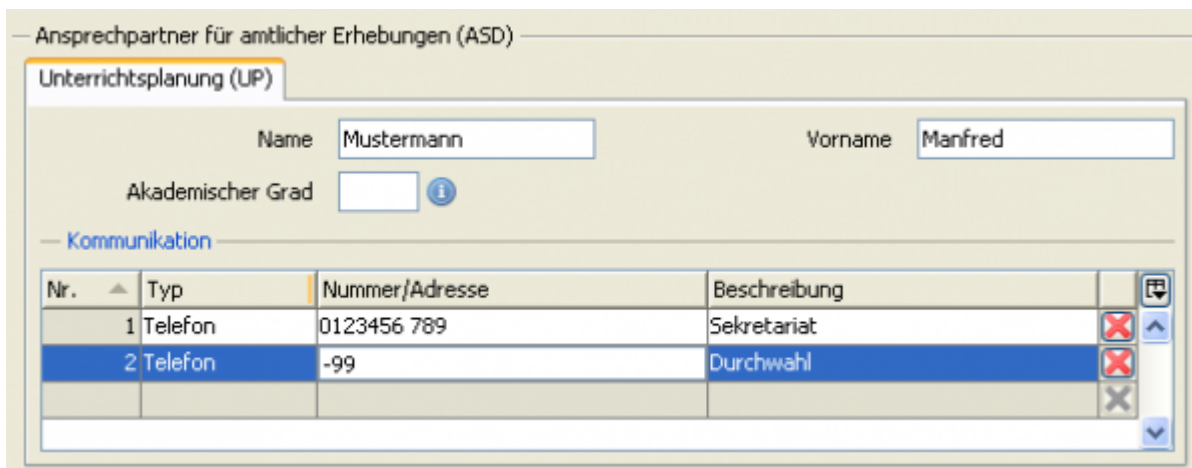 Ansprechpartner für amtlicher Erhebungen (ASD)
Unterrichtsplanung (UP)
Name Mustermann Vorname Manfred
Akademischer Grad
Kommunikation
Nr. Typ Nummer/Adresse Beschreibung
1 Telefon 0123456 789 Sekretariat
2 Telefon -99 Durchwahl